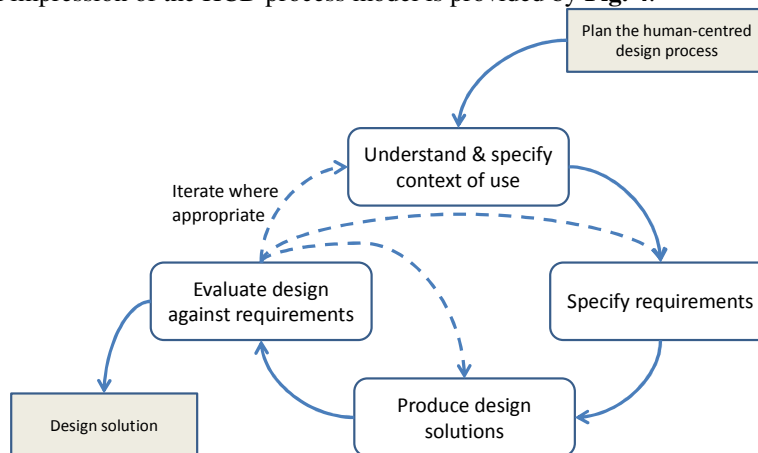 impression of the HCD process model is provided by Fig. 4.
Plan the human-centred
design process
Understand & specify
context of use
Iterate where
appropriate
Evaluate design
against requirements
Specify requirements
Produce design
solutions
Design solution